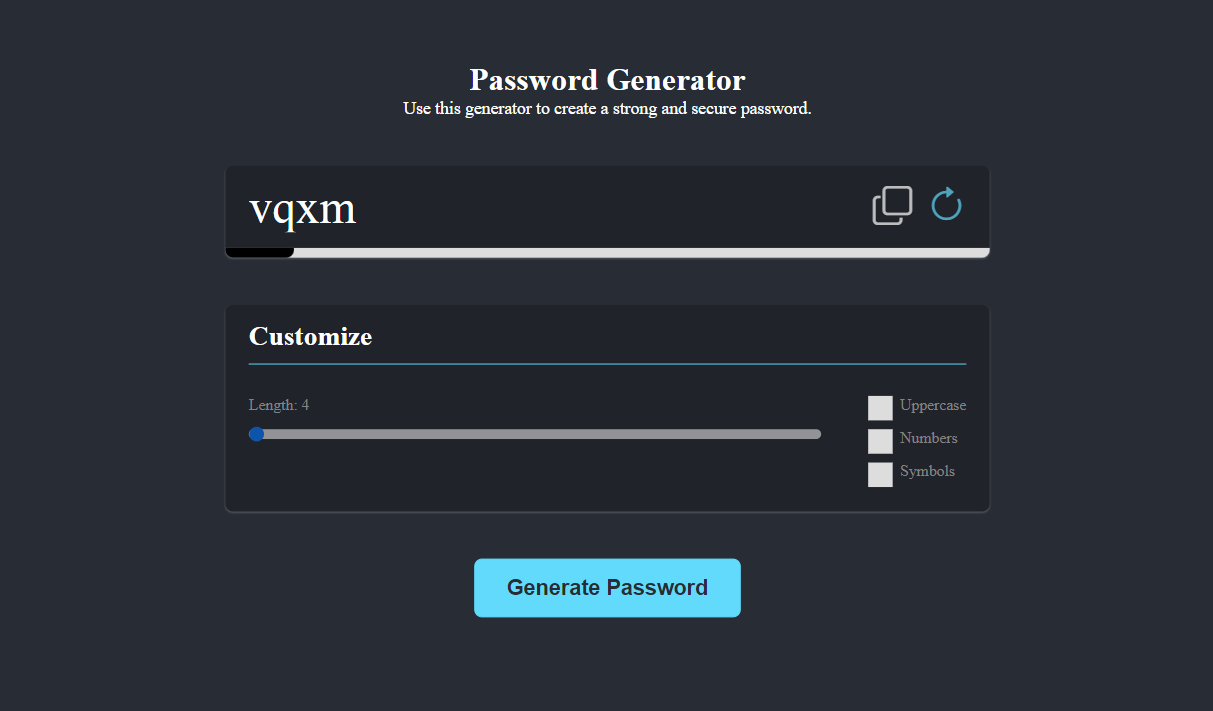 Password Generator
Use this generator to create a strong and secure password.
vqxm
Customize
Length: 4
Uppercase
Numbers
Symbols
Generate Password